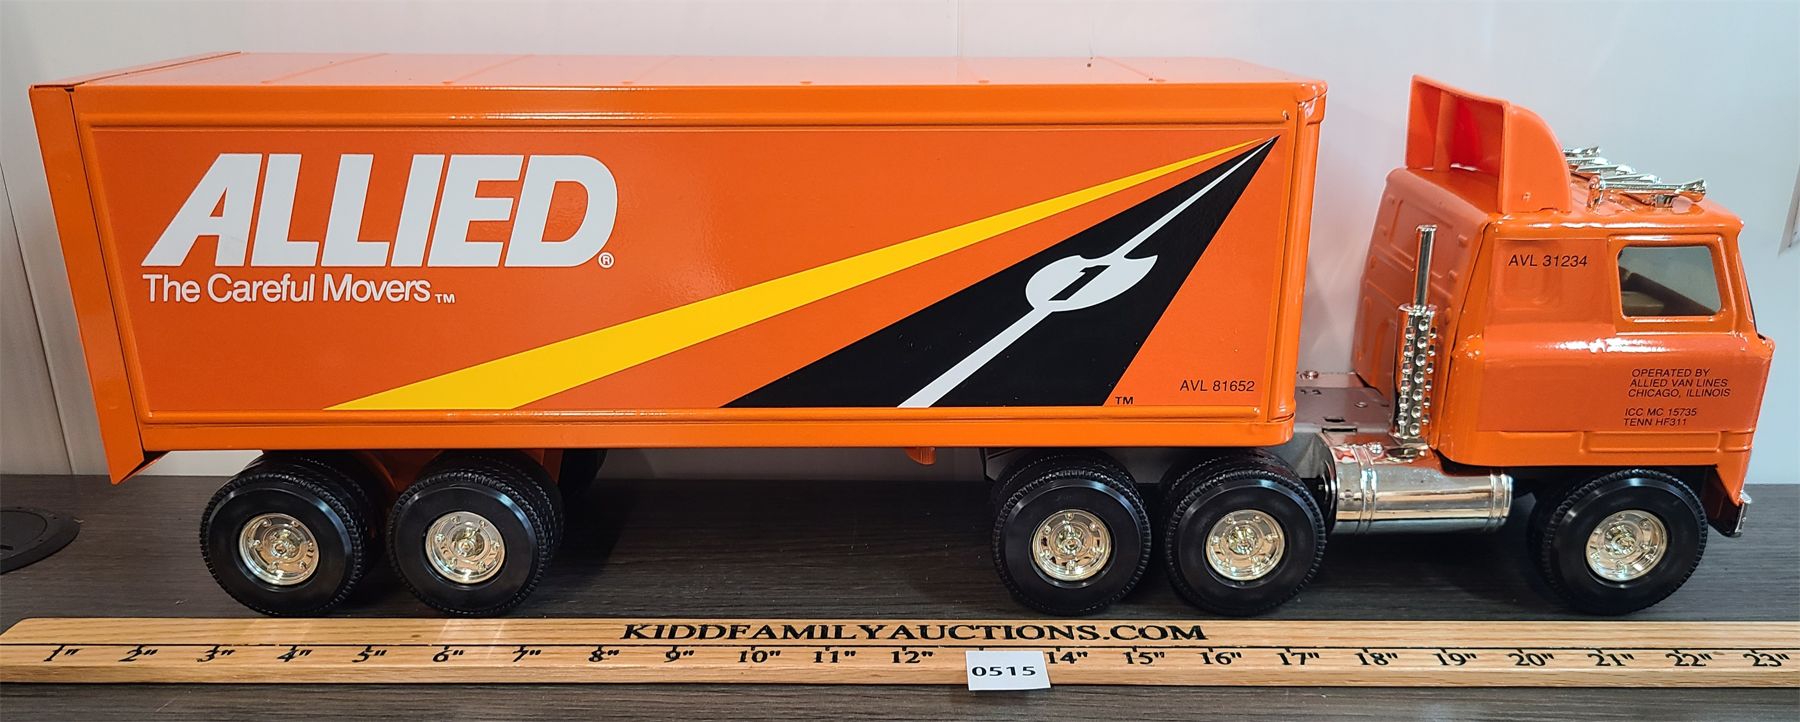 ALLIED®
The Careful Movers™
1
AVL 81652
™
AVL 31234
OPERATED BY
ALLIED VAN LINES
CHICAGO, ILLINOIS
ICC MC 15735
TENN HF311
KIDDFAMILYAUCTIONS.COM
1" 2" 3" 4" 5" 6" 7" 8" 9" 10" 11" 12" 14" 15" 16" 17" 18" 19" 20" 21" 22" 23"
0515